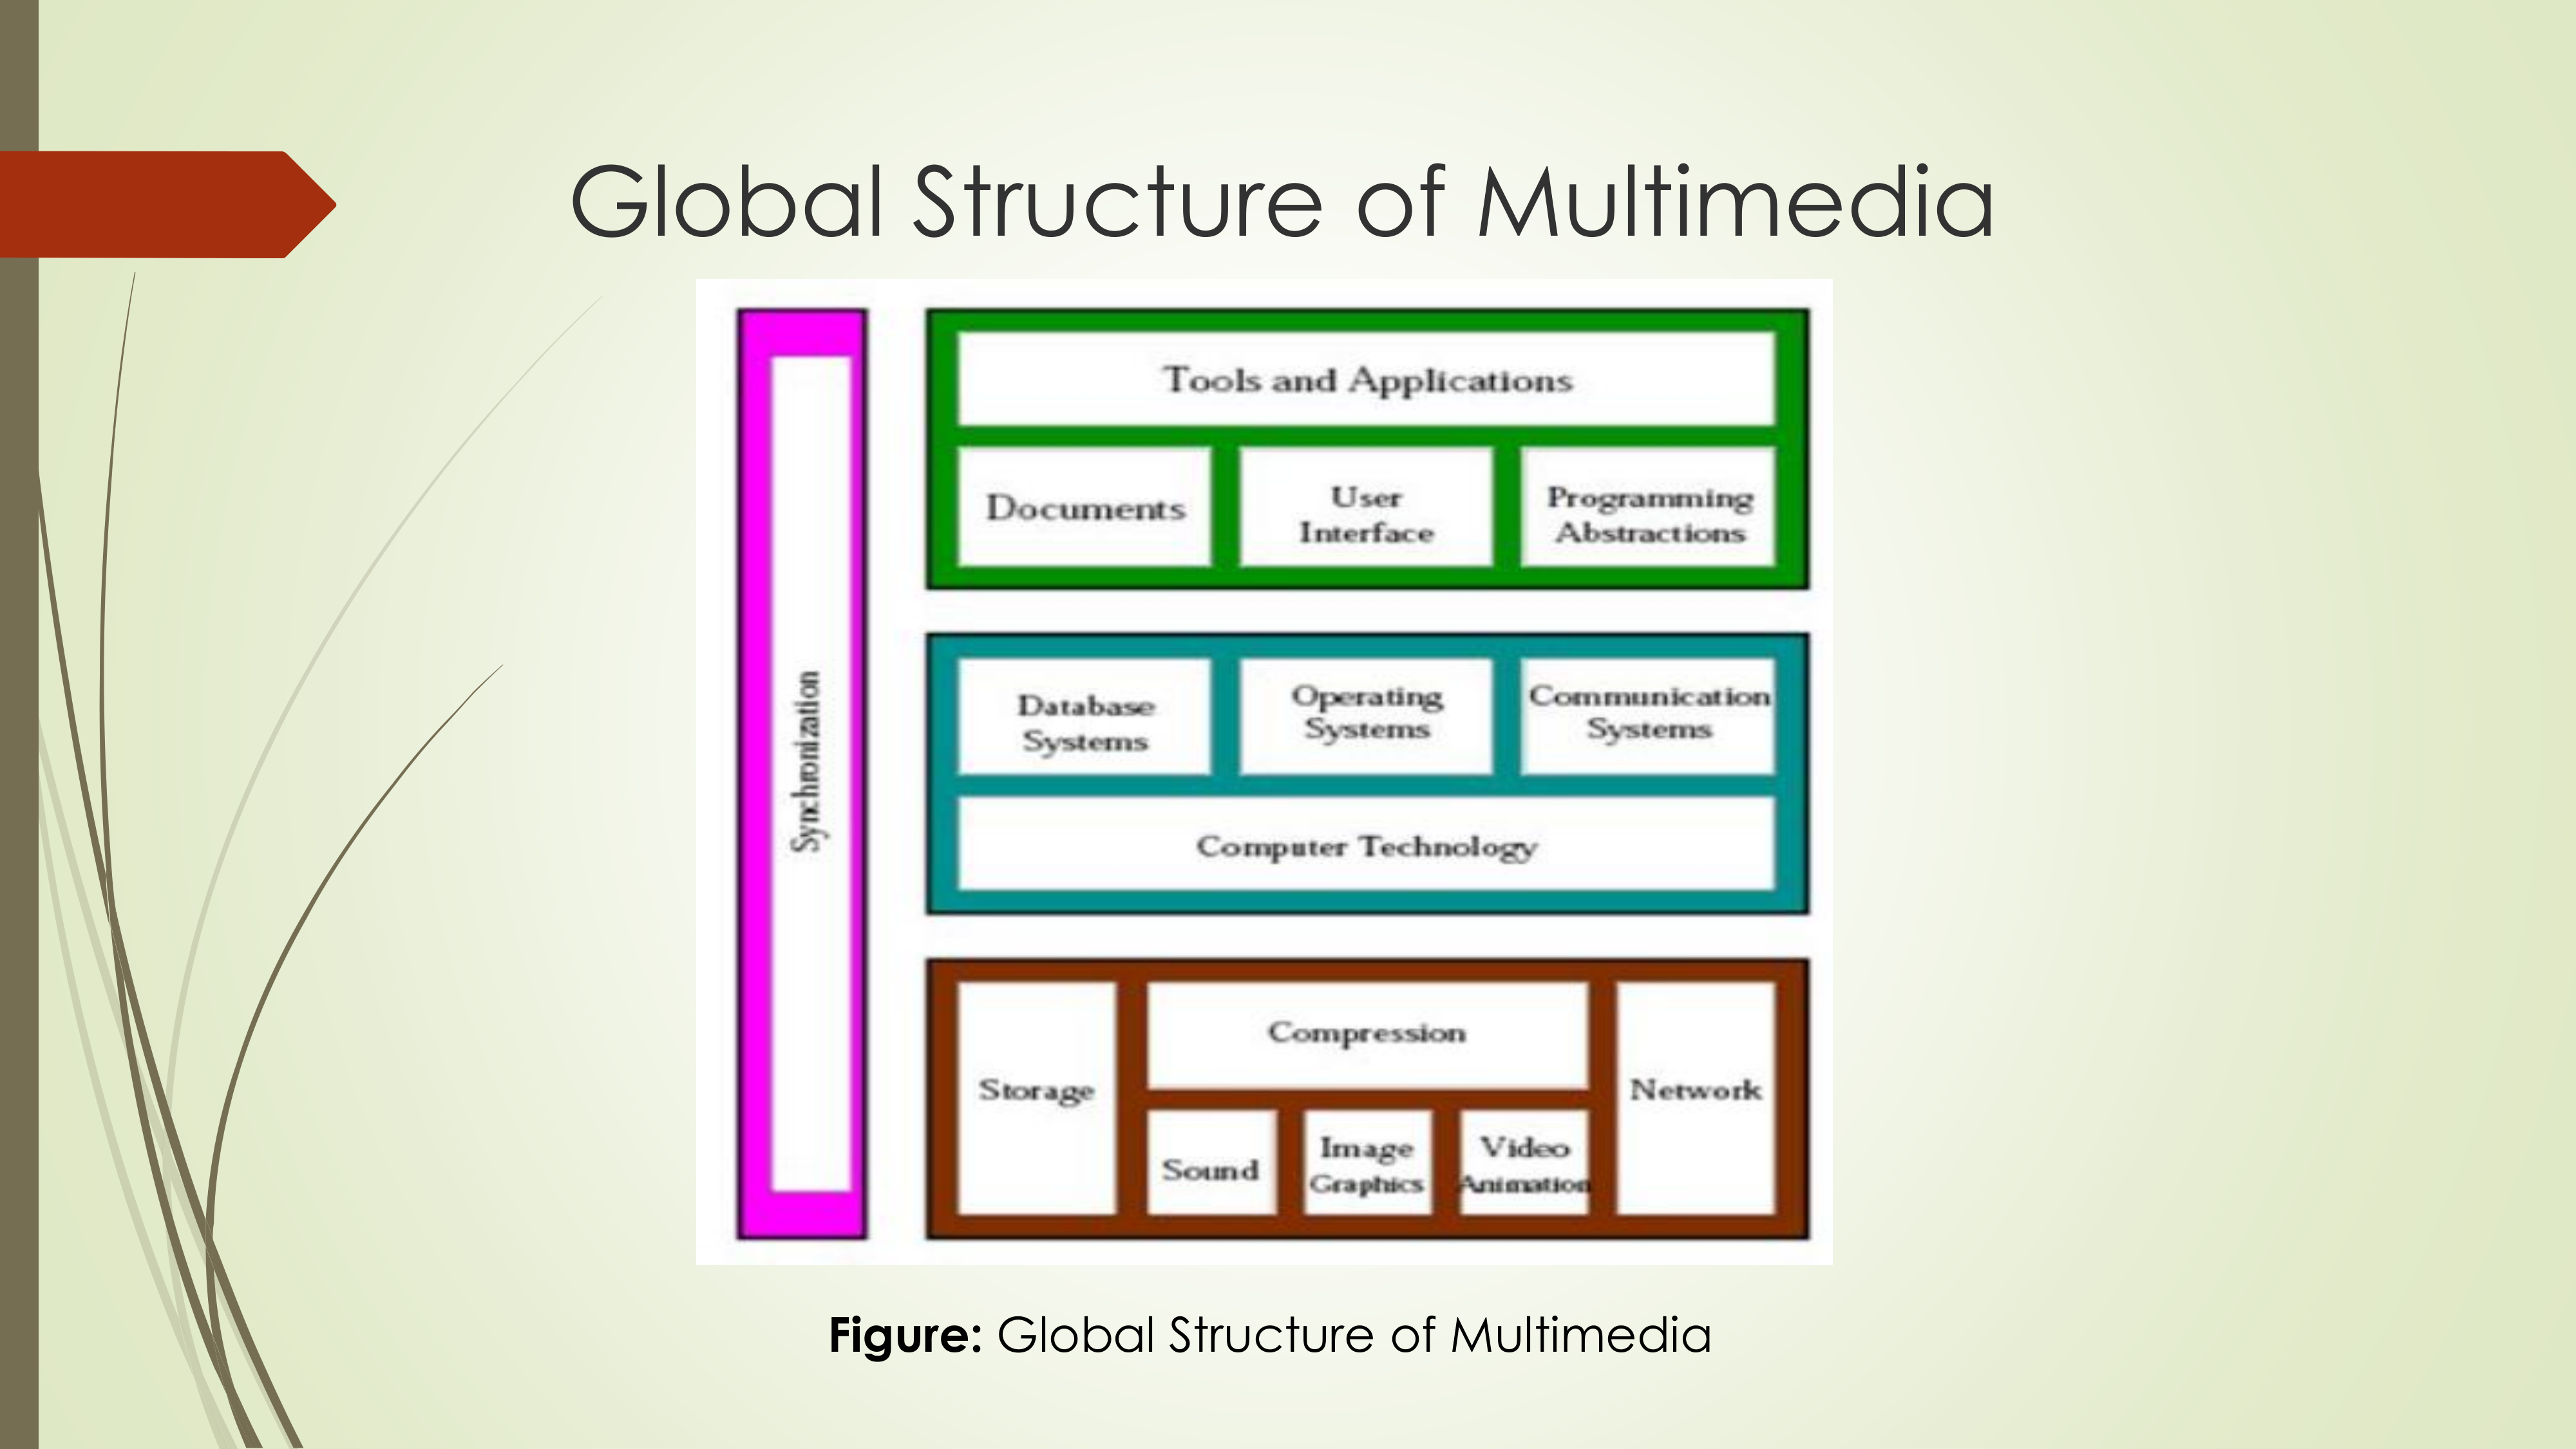 Global Structure of Multimedia
Synchronization
Tools and Applications
Documents
User
Interface
Programming
Abstractions
Database
Systems
Operating
Systems
Communication
Systems
Computer Technology
Storage
Compression
Sound
Image
Graphics
Video
Animation
Network
Figure: Global Structure of Multimedia